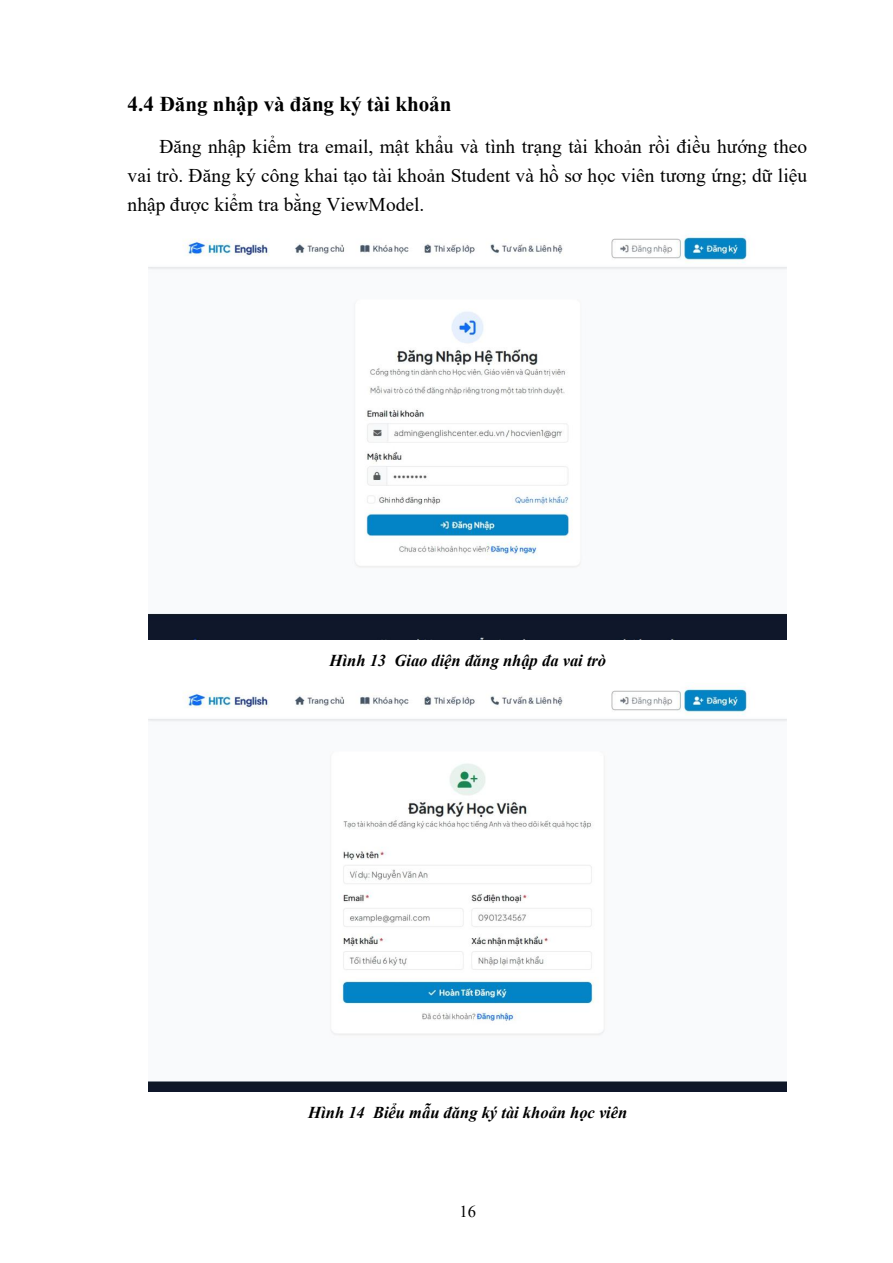 4.4 Đăng nhập và đăng ký tài khoản
Đăng nhập kiểm tra email, mật khẩu và tình trạng tài khoản rồi điều hướng theo
vai trò. Đăng ký công khai tạo tài khoản Student và hồ sơ học viên tương ứng; dữ liệu
nhập được kiểm tra bằng ViewModel.
HITC English Trang chủ Khóa học Thi xếp lớp Tư vấn & Liên hệ Đăng nhập Đăng ký
Đăng Nhập Hệ Thống
Cổng thông tin dành cho Học viên, Giáo viên và Quản trị viên
Mỗi vai trò có thể đăng nhập riêng trong một tab trình duyệt.
Email tài khoản
admin@englishcenter.edu.vn / hocvien1@gm
Mật khẩu
••••••••
Ghi nhớ đăng nhập Quên mật khẩu?
Đăng Nhập
Chưa có tài khoản học viên? Đăng ký ngay
Hình 13 Giao diện đăng nhập đa vai trò
HITC English Trang chủ Khóa học Thi xếp lớp Tư vấn & Liên hệ Đăng nhập Đăng ký
Đăng Ký Học Viên
Tạo tài khoản để đăng ký các khóa học tiếng Anh và theo dõi kết quả học tập
Họ và tên *
Ví dụ: Nguyễn Văn An
Email * Số điện thoại *
example@gmail.com 0901234567
Mật khẩu * Xác nhận mật khẩu *
Tối thiểu 6 ký tự Nhập lại mật khẩu
Hoàn Tất Đăng Ký
Đã có tài khoản? Đăng nhập
Hình 14 Biểu mẫu đăng ký tài khoản học viên
16